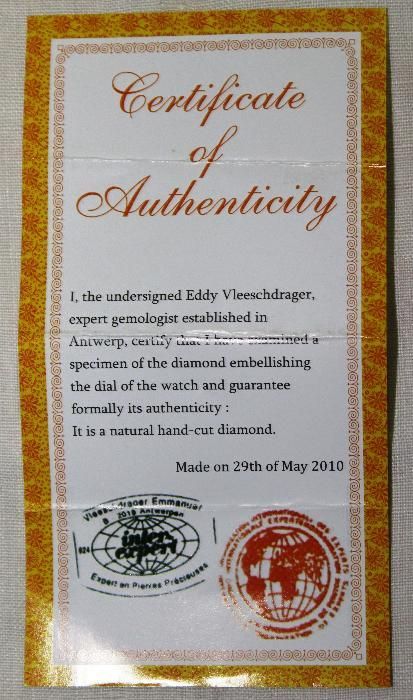 Certificate
of
Authenticity
I, the undersigned Eddy Vleeschdrager,
expert gemologist established in
Antwerp, certify that I have examined a
specimen of the diamond embellishing
the dial of the watch and guarantee
formally its authenticity :
It is a natural hand-cut diamond.
Made on 29th of May 2010
Emmanuel
2018 Antwerpen
inter
expert
Expert en Pierres Précieuses